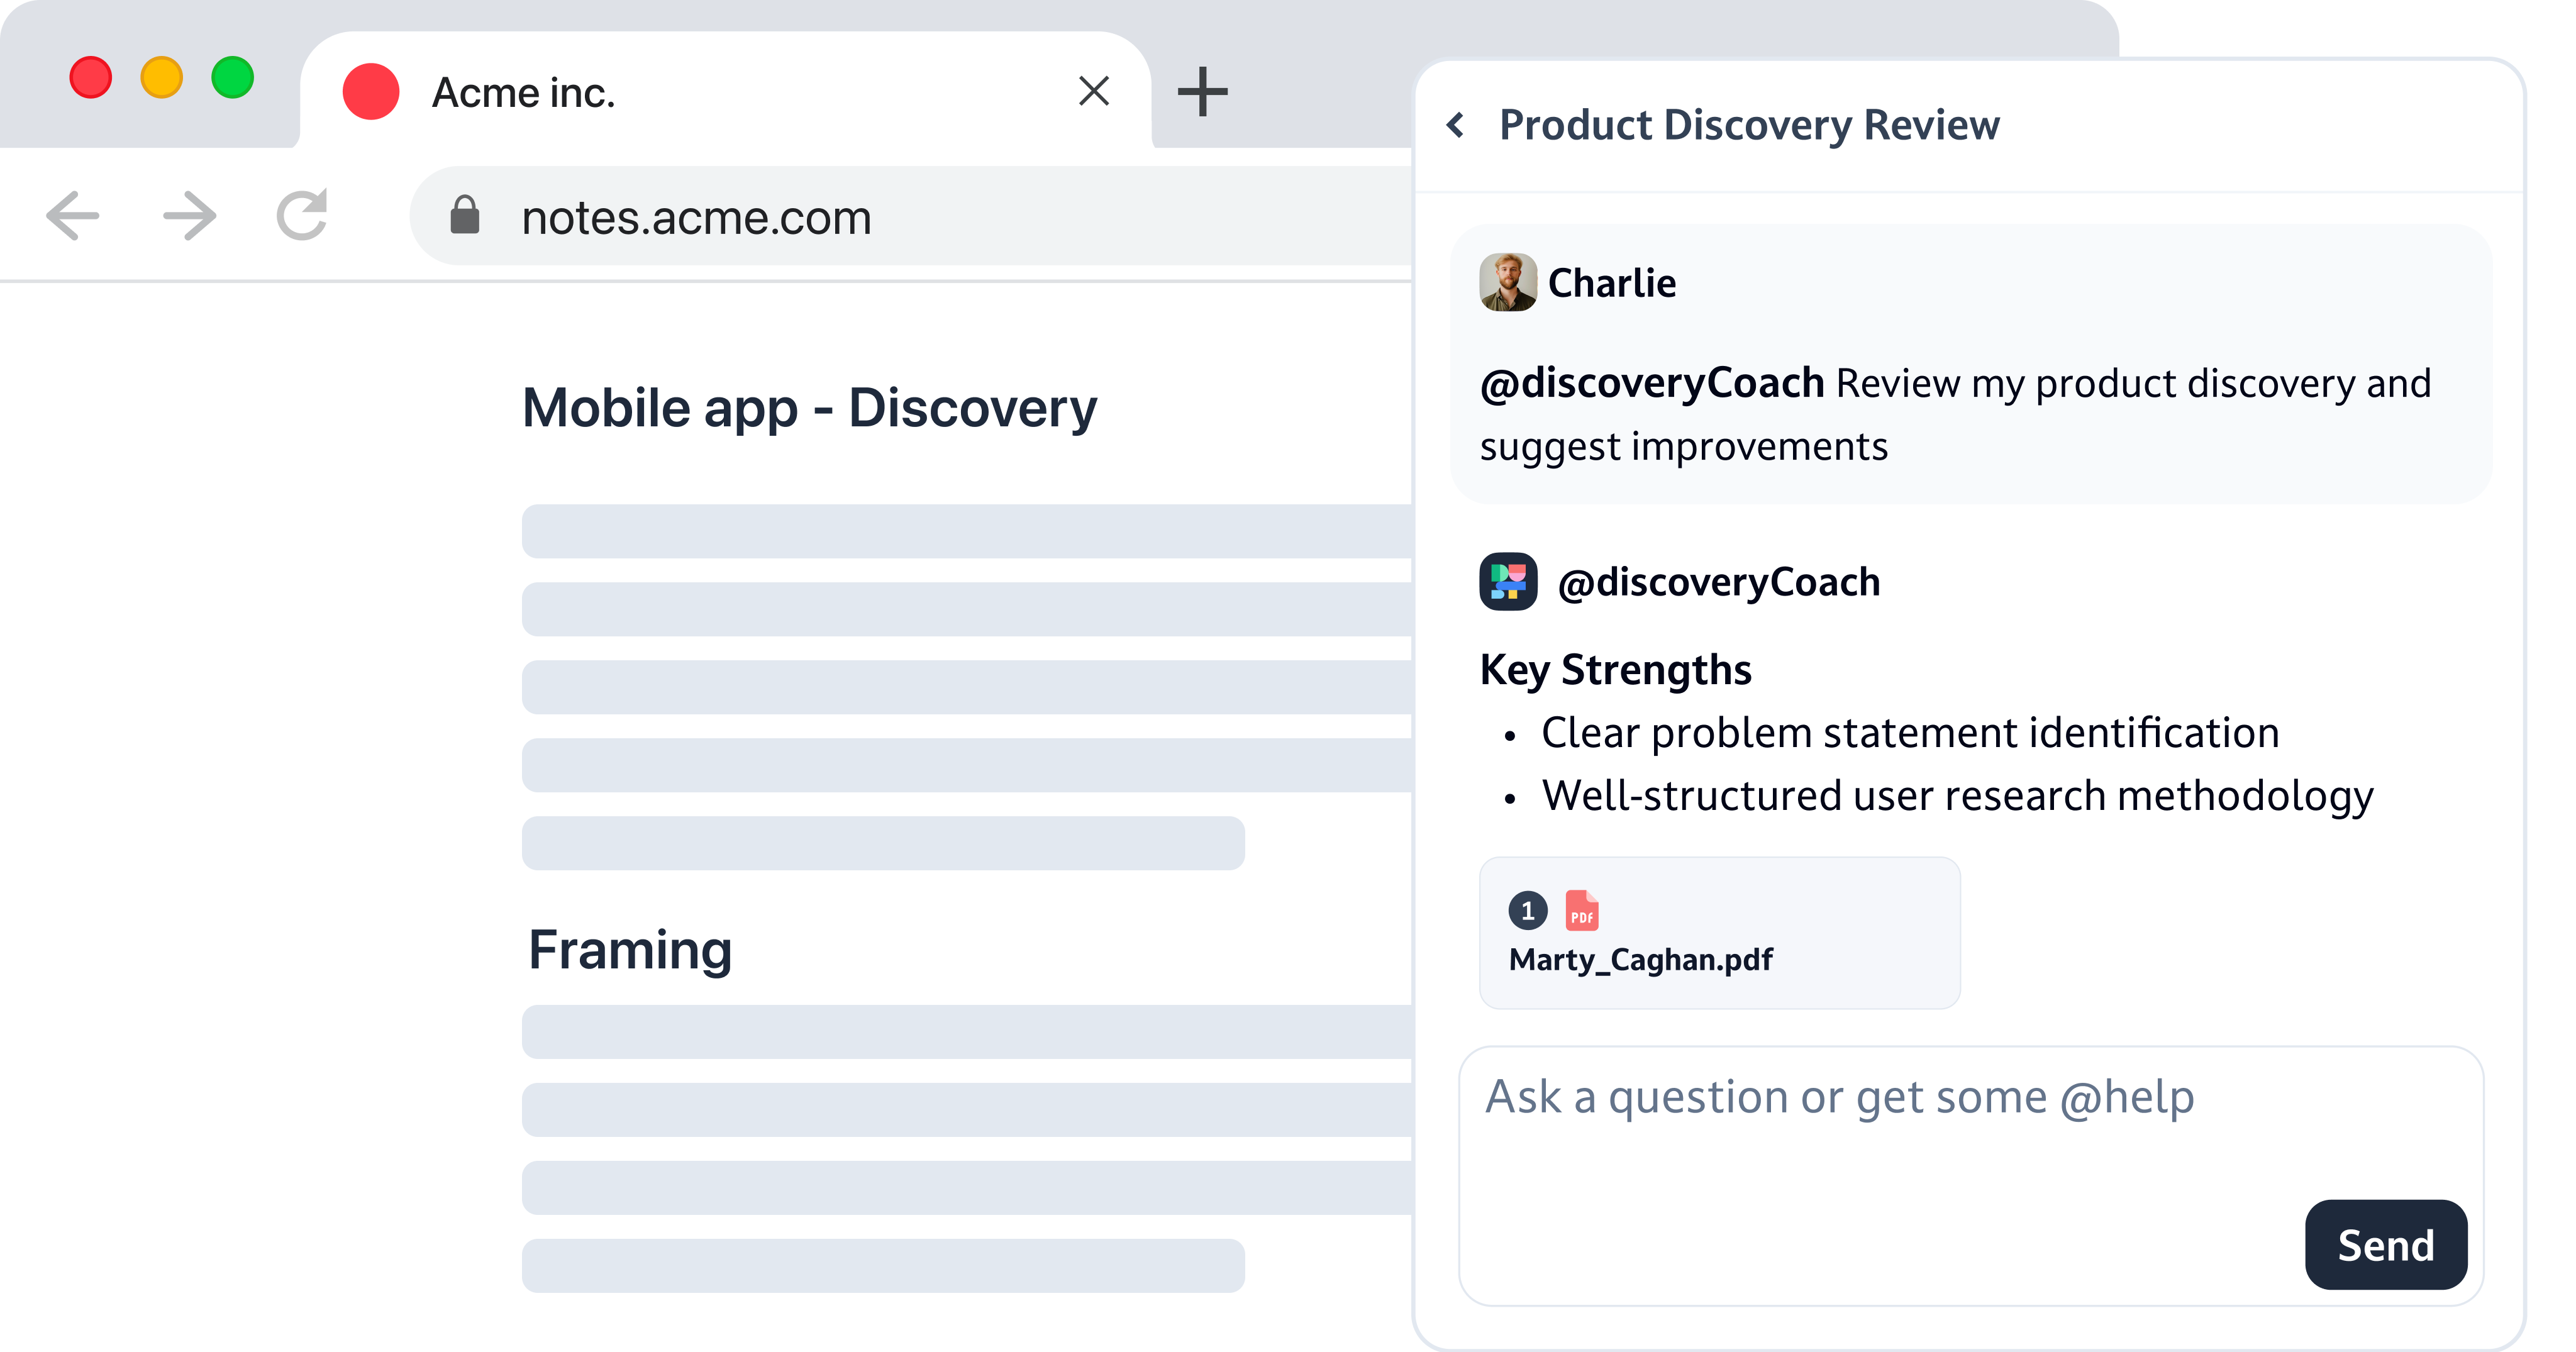 Acme inc.
notes.acme.com
Mobile app - Discovery
Framing
Product Discovery Review
Charlie
@discoveryCoach Review my product discovery and
suggest improvements
@discoveryCoach
Key Strengths
• Clear problem statement identification
• Well-structured user research methodology
1 PDF
Marty_Caghan.pdf
Ask a question or get some @help
Send